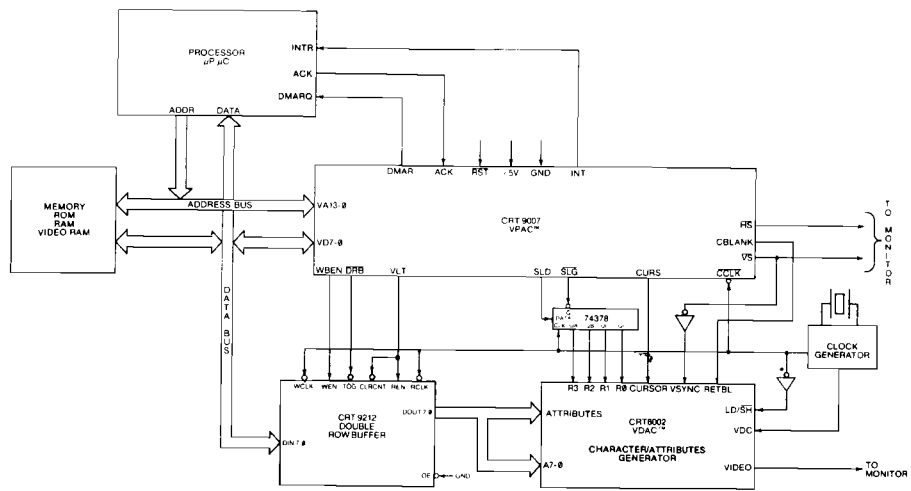 PROCESSOR
µP µC
INTR
ACK
DMARQ
ADDR DATA
MEMORY
ROM
RAM
VIDEO RAM
ADDRESS BUS
DATA BUS
DMAR ACK RST GND INT
VA13-0
CRT 9007
VPAC™
VD7-0
HS
CBLANK
VS
TO MONITOR
WBEN DRB VLT SLD SLG CURS CCLK
DATA 74378
G
CLOCK
GENERATOR
WCLK WEN TOG CLRCNT REN RCLK
R3 R2 R1 R0 CURSOR VSYNC RETBL
CRT 9212
DOUBLE
ROW BUFFER
DOUT 7-0
DIN 7-0
OE GND
ATTRIBUTES
A7-0
CRT8002
VDAC™
CHARACTER/ATTRIBUTES
GENERATOR
LD/SH
VDC
VIDEO
TO
MONITOR